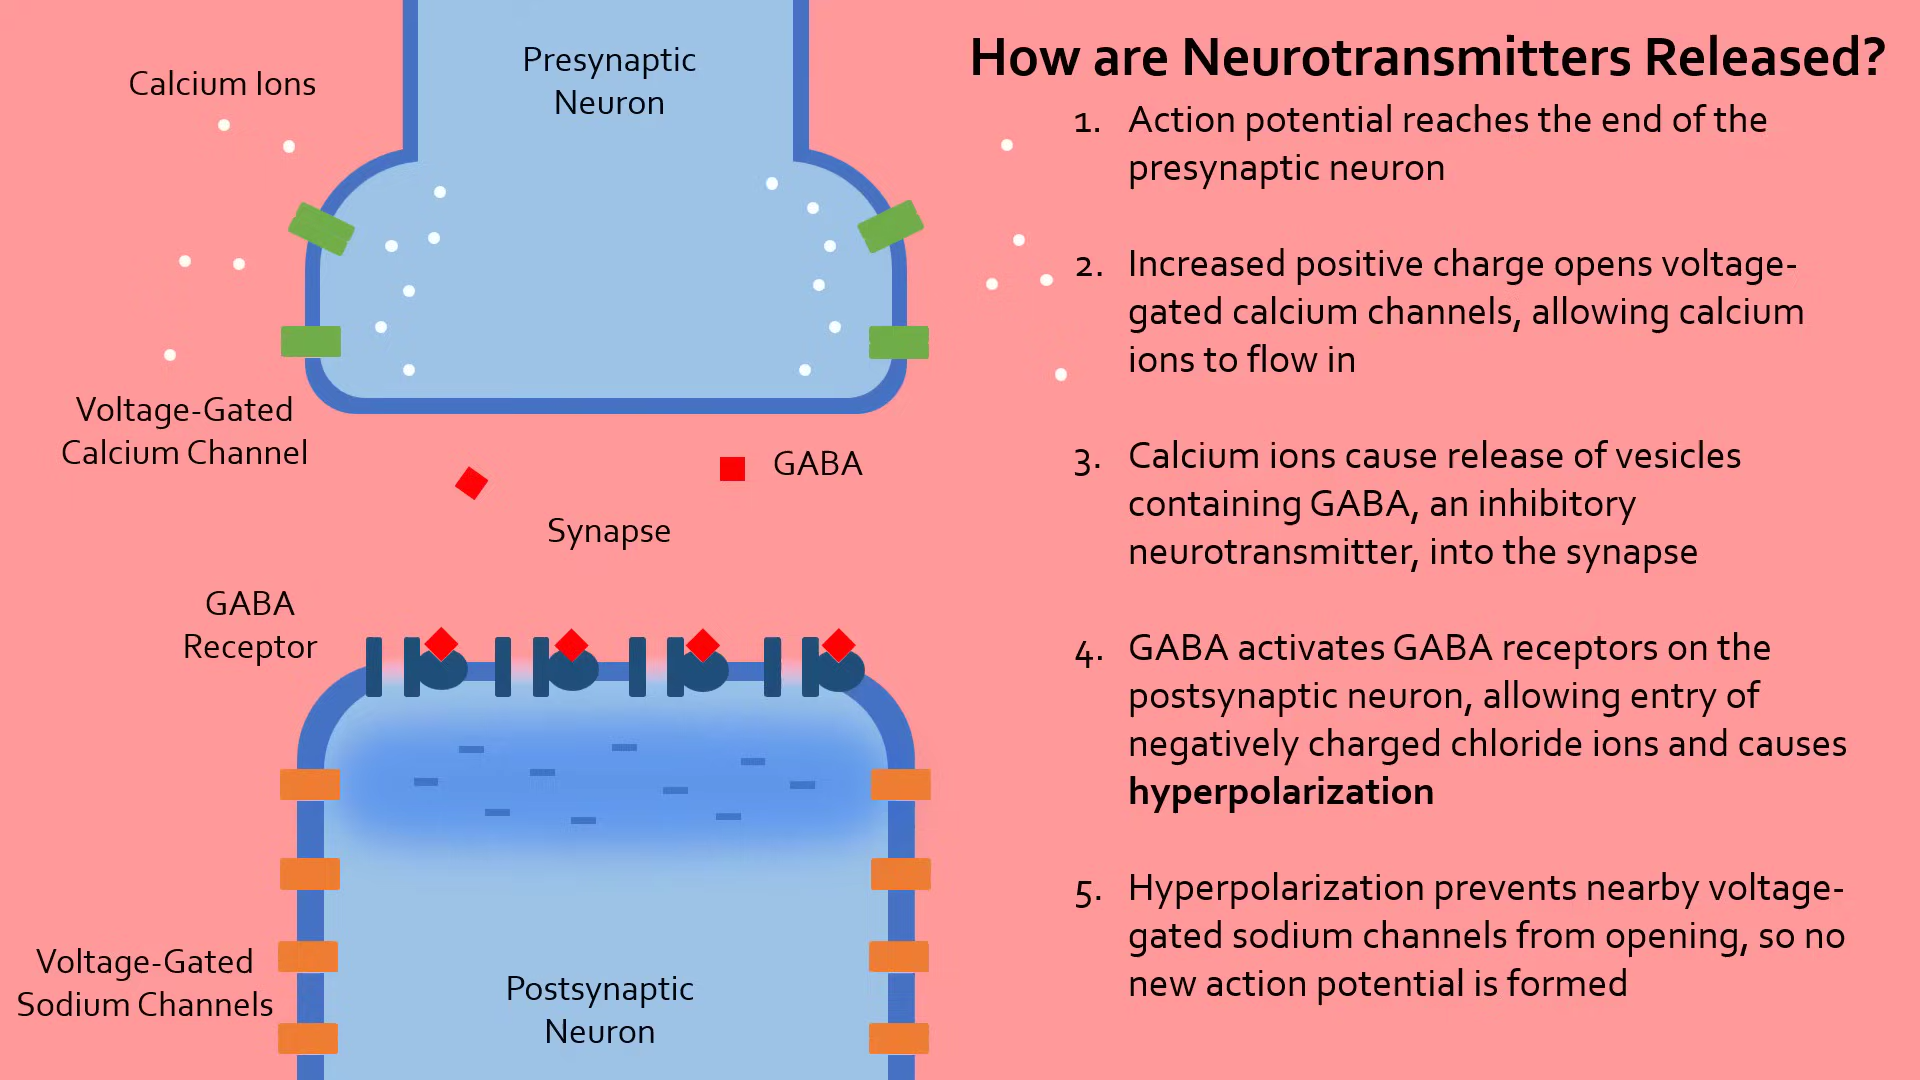 Calcium Ions
Presynaptic
Neuron
Voltage-Gated
Calcium Channel
GABA
Synapse
GABA
Receptor
Voltage-Gated
Sodium Channels
Postsynaptic
Neuron
How are Neurotransmitters Released?
1. Action potential reaches the end of the
presynaptic neuron
2. Increased positive charge opens voltage-
gated calcium channels, allowing calcium
ions to flow in
3. Calcium ions cause release of vesicles
containing GABA, an inhibitory
neurotransmitter, into the synapse
4. GABA activates GABA receptors on the
postsynaptic neuron, allowing entry of
negatively charged chloride ions and causes
hyperpolarization
5. Hyperpolarization prevents nearby voltage-
gated sodium channels from opening, so no
new action potential is formed